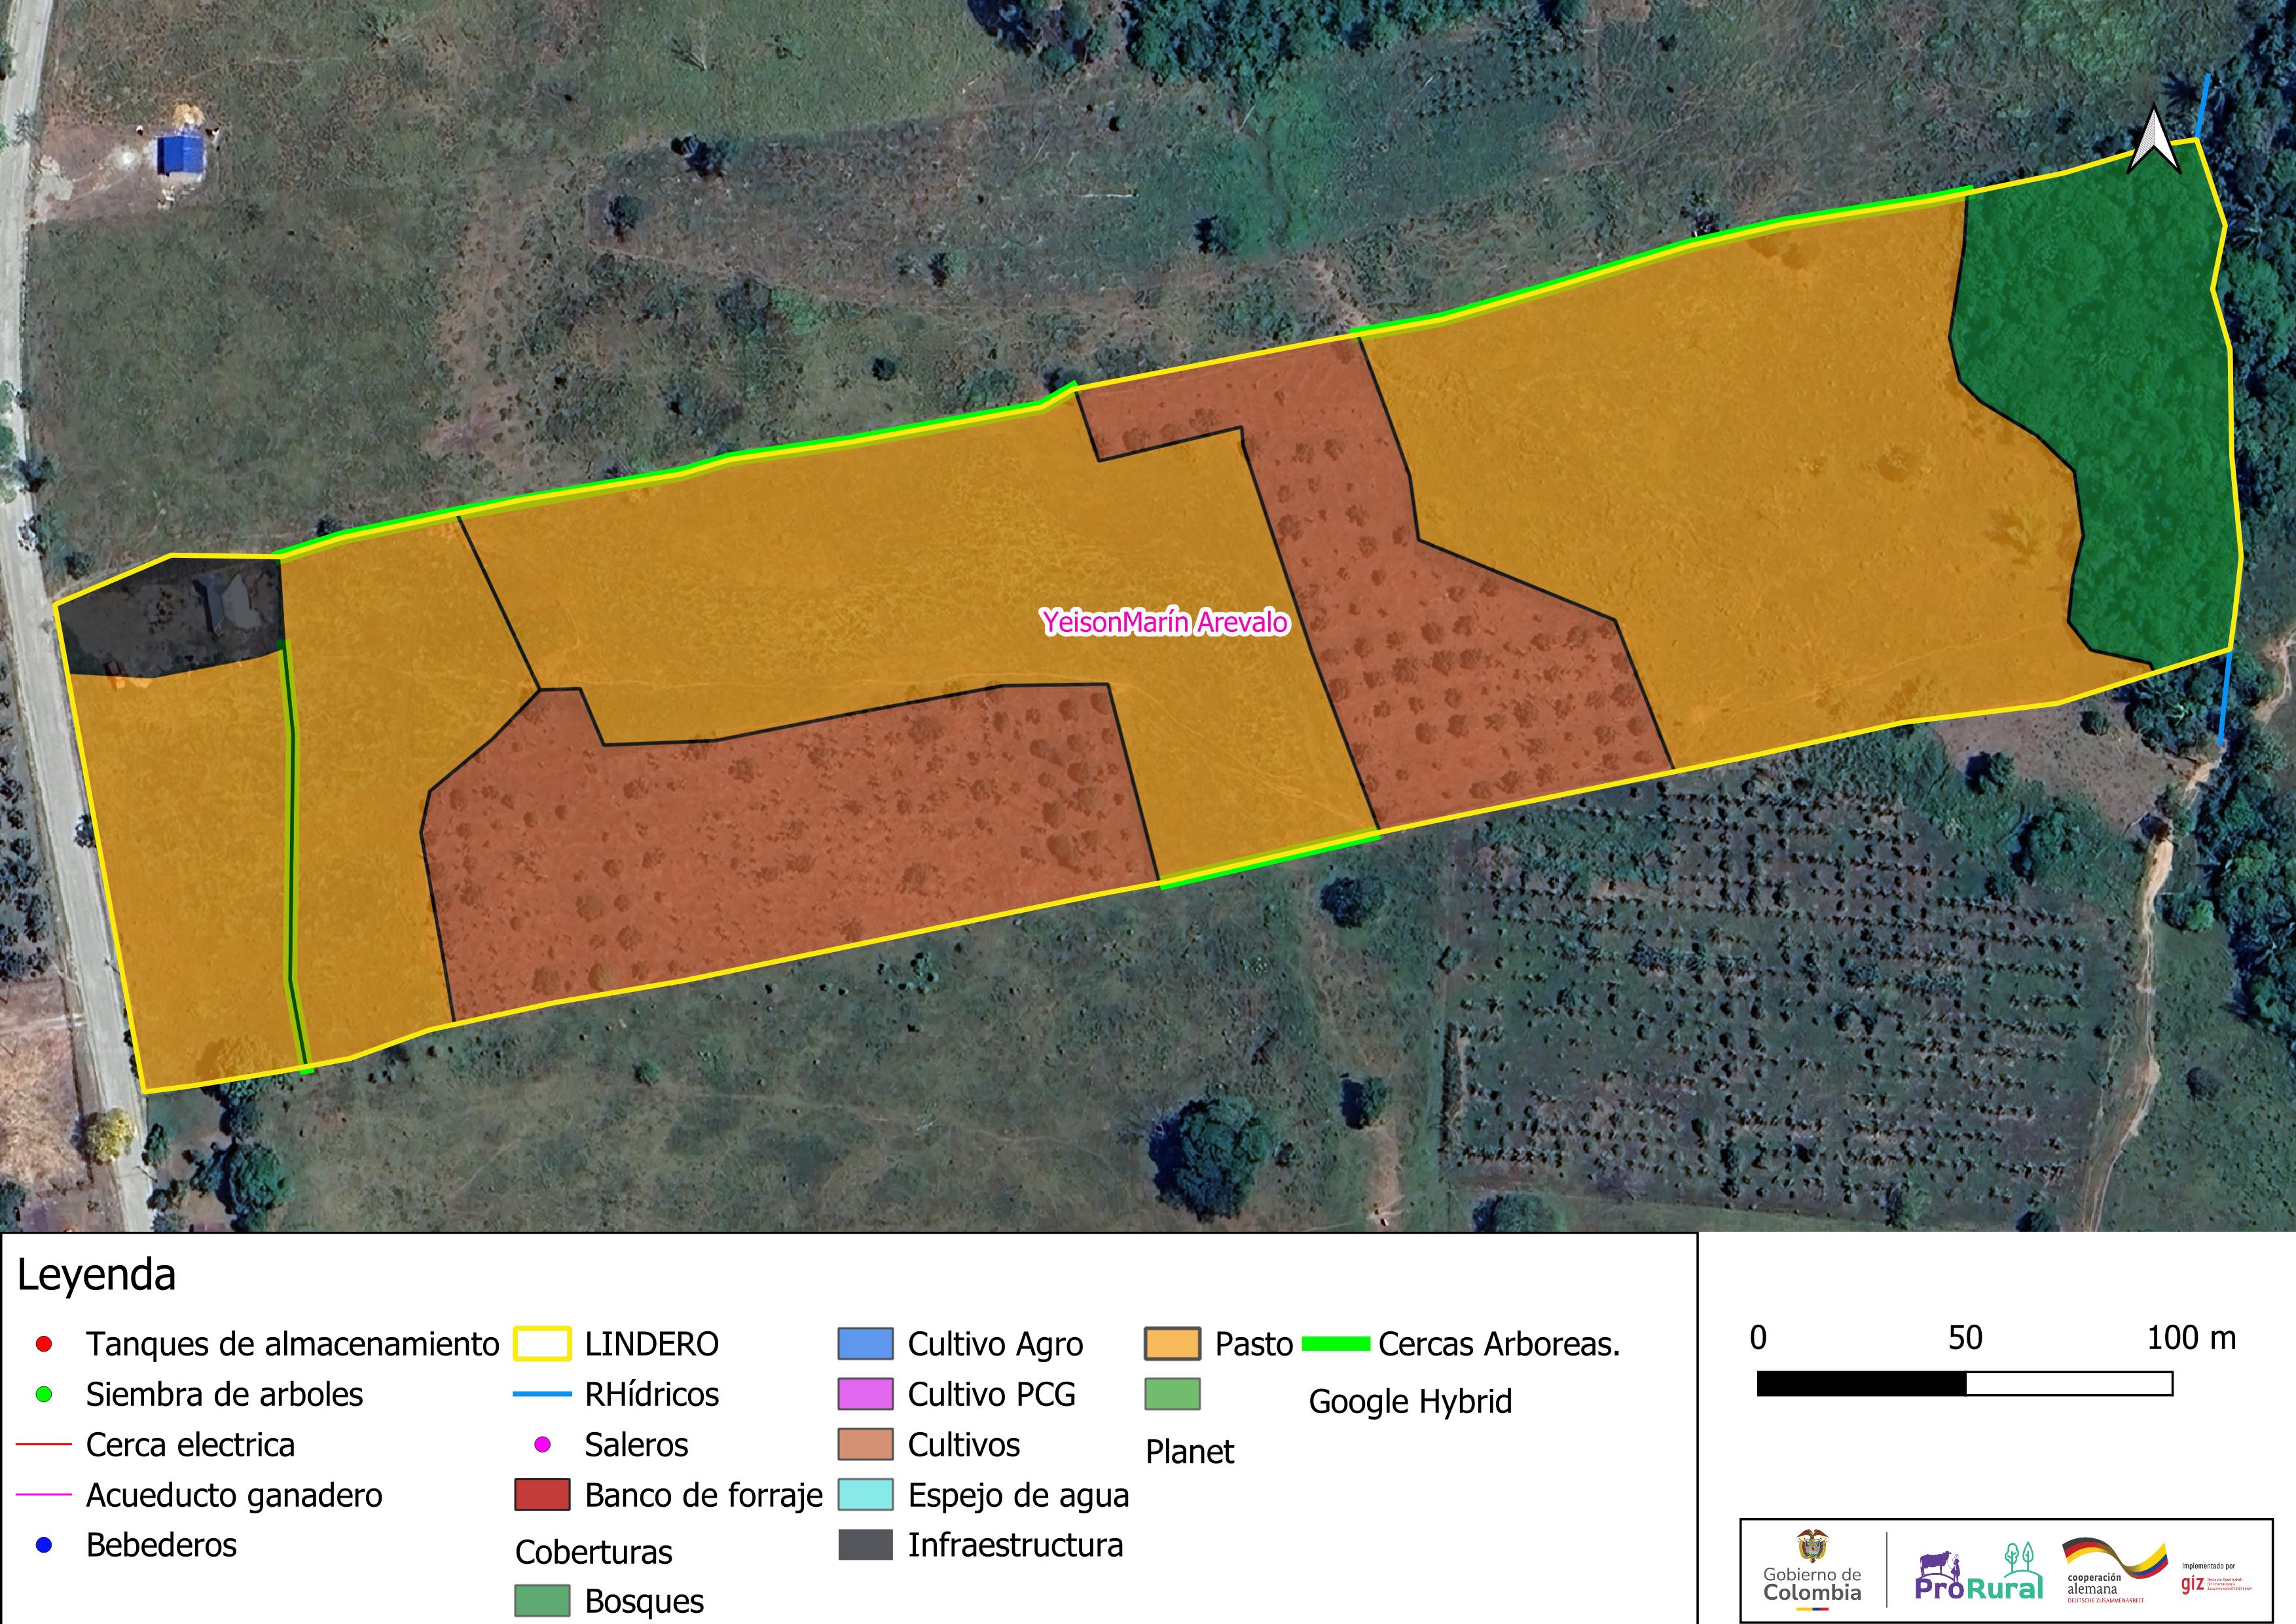 YeisonMarín Arevalo
Leyenda
Tanques de almacenamiento
Siembra de arboles
Cerca electrica
Acueducto ganadero
Bebederos
LINDERO
RHídricos
Saleros
Banco de forraje
Coberturas
Bosques
Cultivo Agro
Cultivo PCG
Cultivos
Espejo de agua
Infraestructura
Pasto
Planet
Cercas Arboreas.
Google Hybrid
0 50 100 m
Gobierno de
Colombia
ProRural
cooperación
alemana
DEUTSCHE ZUSAMMENARBEIT
Implementado por
giz